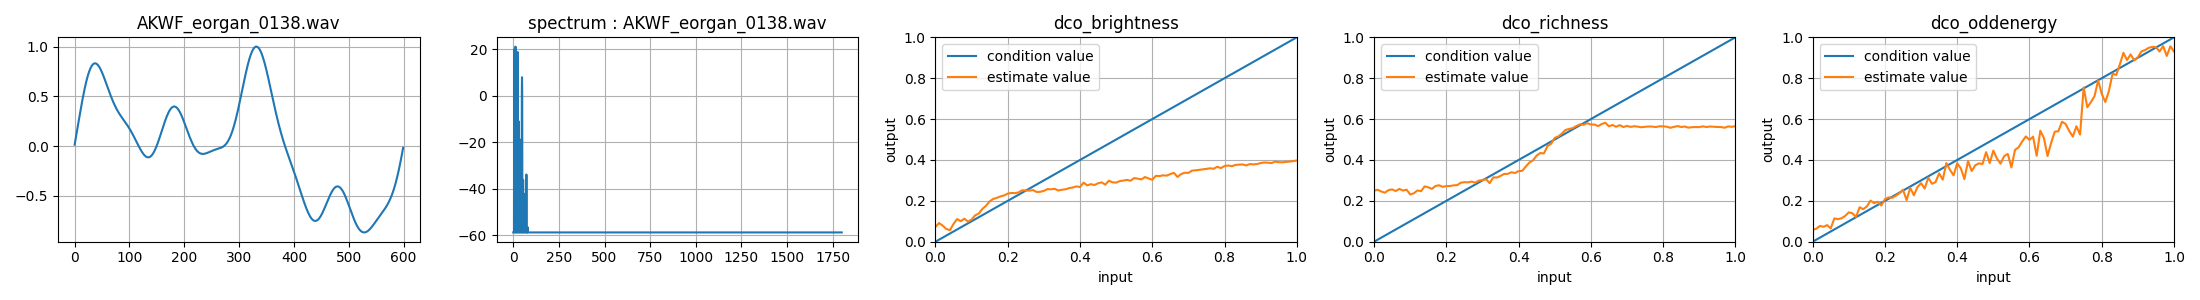 AKWF_eorgan_0138.wav
1.0
0.5
0.0
−0.5
0 100 200 300 400 500 600
spectrum : AKWF_eorgan_0138.wav
20
0
−20
−40
−60
0 250 500 750 1000 1250 1500 1750
dco_brightness
condition value
estimate value
output
1.0
0.8
0.6
0.4
0.2
0.0
0.0 0.2 0.4 0.6 0.8 1.0
input
dco_richness
condition value
estimate value
output
1.0
0.8
0.6
0.4
0.2
0.0
0.0 0.2 0.4 0.6 0.8 1.0
input
dco_oddenergy
condition value
estimate value
output
1.0
0.8
0.6
0.4
0.2
0.0
0.0 0.2 0.4 0.6 0.8 1.0
input